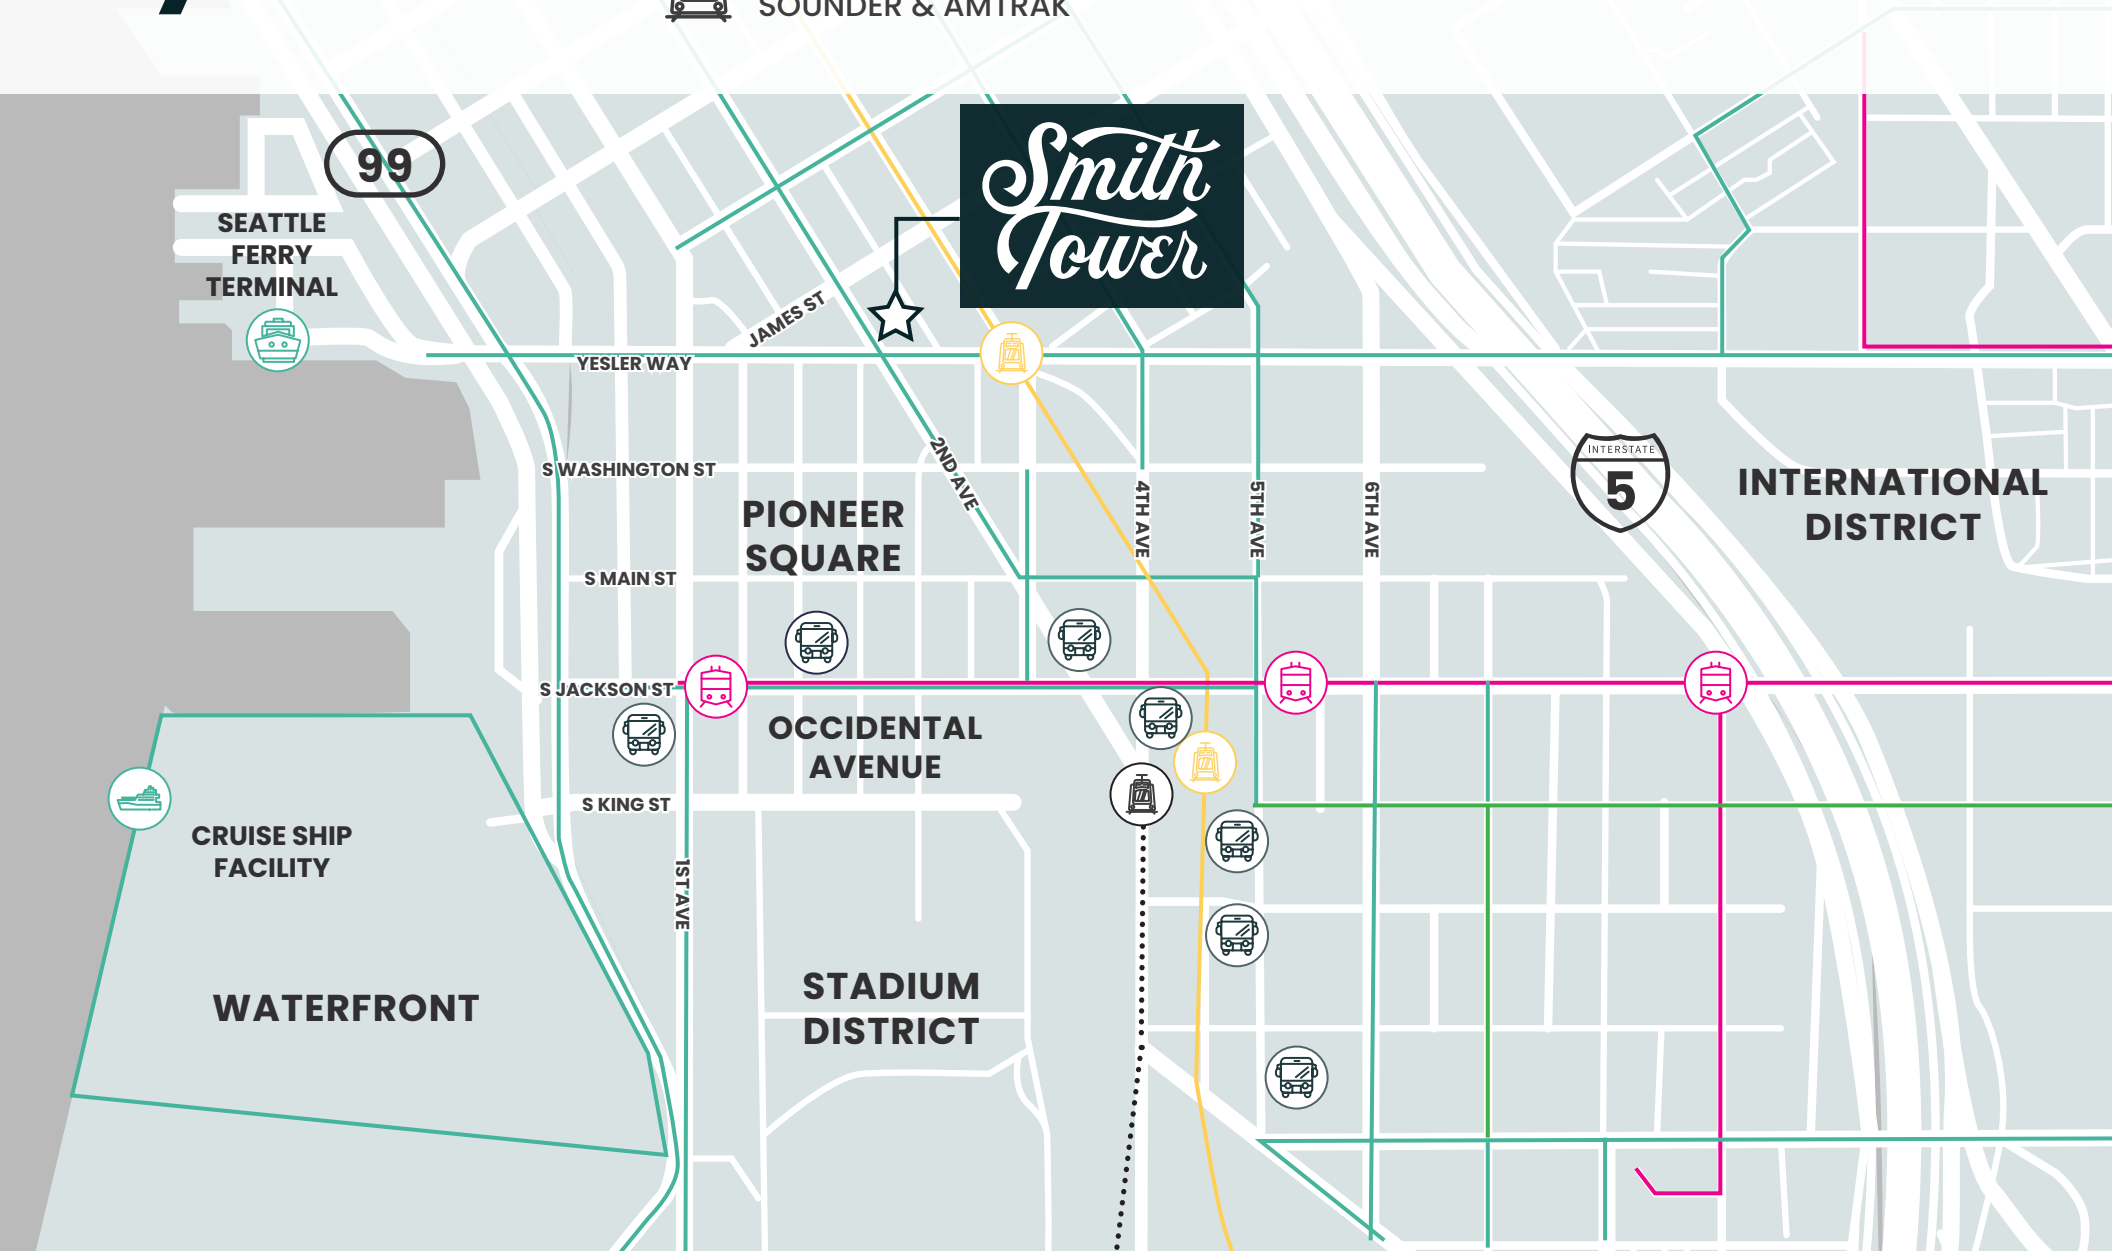 SOUNDER & AMTRAK
99
Smith
Tower
SEATTLE
FERRY
TERMINAL
JAMES ST
YESLER WAY
2ND AVE
S WASHINGTON ST
4TH AVE
5TH AVE
6TH AVE
INTERSTATE
5
INTERNATIONAL
DISTRICT
PIONEER
SQUARE
S MAIN ST
S JACKSON ST
OCCIDENTAL
AVENUE
S KING ST
CRUISE SHIP
FACILITY
1ST AVE
WATERFRONT
STADIUM
DISTRICT